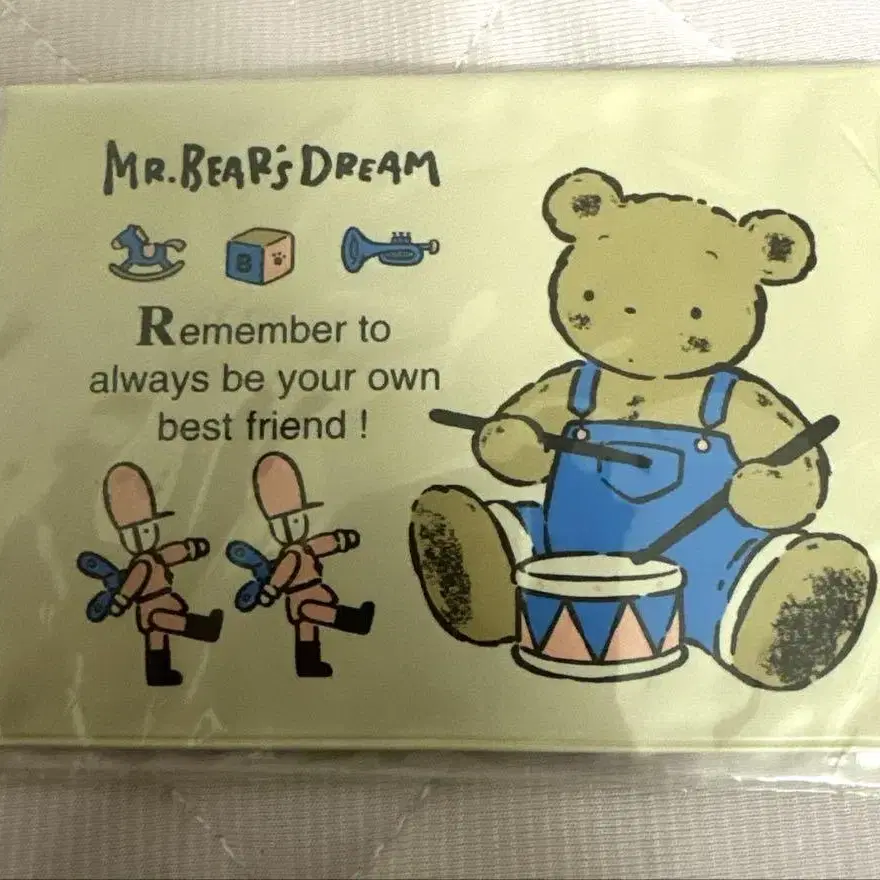 MR.BEAR'S DREAM
B
Remember to
always be your own
best friend !